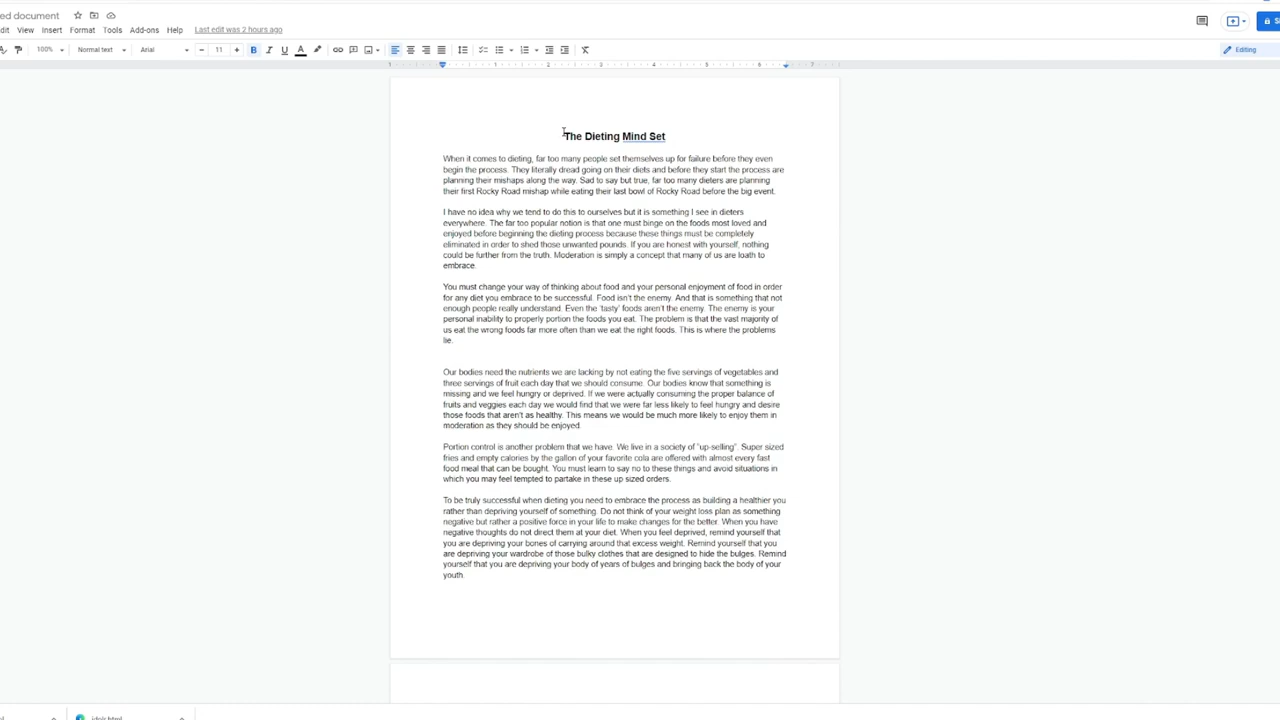 ed document
dit View Insert Format Tools Add-ons Help Last edit was 2 hours ago
100% Normal text Arial 11 B I U A Editing
1 1 2 3 4 5 6 7
The Dieting Mind Set
When it comes to dieting, far too many people set themselves up for failure before they even
begin the process. They literally dread going on their diets and before they start the process are
planning their mishaps along the way. Sad to say but true, far too many dieters are planning
their first Rocky Road mishap while eating their last bowl of Rocky Road before the big event.
I have no idea why we tend to do this to ourselves but it is something I see in dieters
everywhere. The far too popular notion is that one must binge on the foods most loved and
enjoyed before beginning the dieting process because these things must be completely
eliminated in order to shed those unwanted pounds. If you are honest with yourself, nothing
could be further from the truth. Moderation is simply a concept that many of us are loath to
embrace.
You must change your way of thinking about food and your personal enjoyment of food in order
for any diet you embrace to be successful. Food isn't the enemy. And that is something that not
enough people really understand. Even the 'tasty' foods aren't the enemy. The enemy is your
personal inability to properly portion the foods you eat. The problem is that the vast majority of
us eat the wrong foods far more often than we eat the right foods. This is where the problems
lie.
Our bodies need the nutrients we are lacking by not eating the five servings of vegetables and
three servings of fruit each day that we should consume. Our bodies know that something is
missing and we feel hungry or deprived. If we were actually consuming the proper balance of
fruits and veggies each day we would find that we were far less likely to feel hungry and desire
those foods that aren't as healthy. This means we would be much more likely to enjoy them in
moderation as they should be enjoyed.
Portion control is another problem that we have. We live in a society of "up-selling". Super sized
fries and empty calories by the gallon of your favorite cola are offered with almost every fast
food meal that can be bought. You must learn to say no to these things and avoid situations in
which you may feel tempted to partake in these up sized orders.
To be truly successful when dieting you need to embrace the process as building a healthier you
rather than depriving yourself of something. Do not think of your weight loss plan as something
negative but rather a positive force in your life to make changes for the better. When you have
negative thoughts do not direct them at your diet. When you feel deprived, remind yourself that
you are depriving your bones of carrying around that excess weight. Remind yourself that you
are depriving your wardrobe of those bulky clothes that are designed to hide the bulges. Remind
yourself that you are depriving your body of years of bulges and bringing back the body of your
youth.